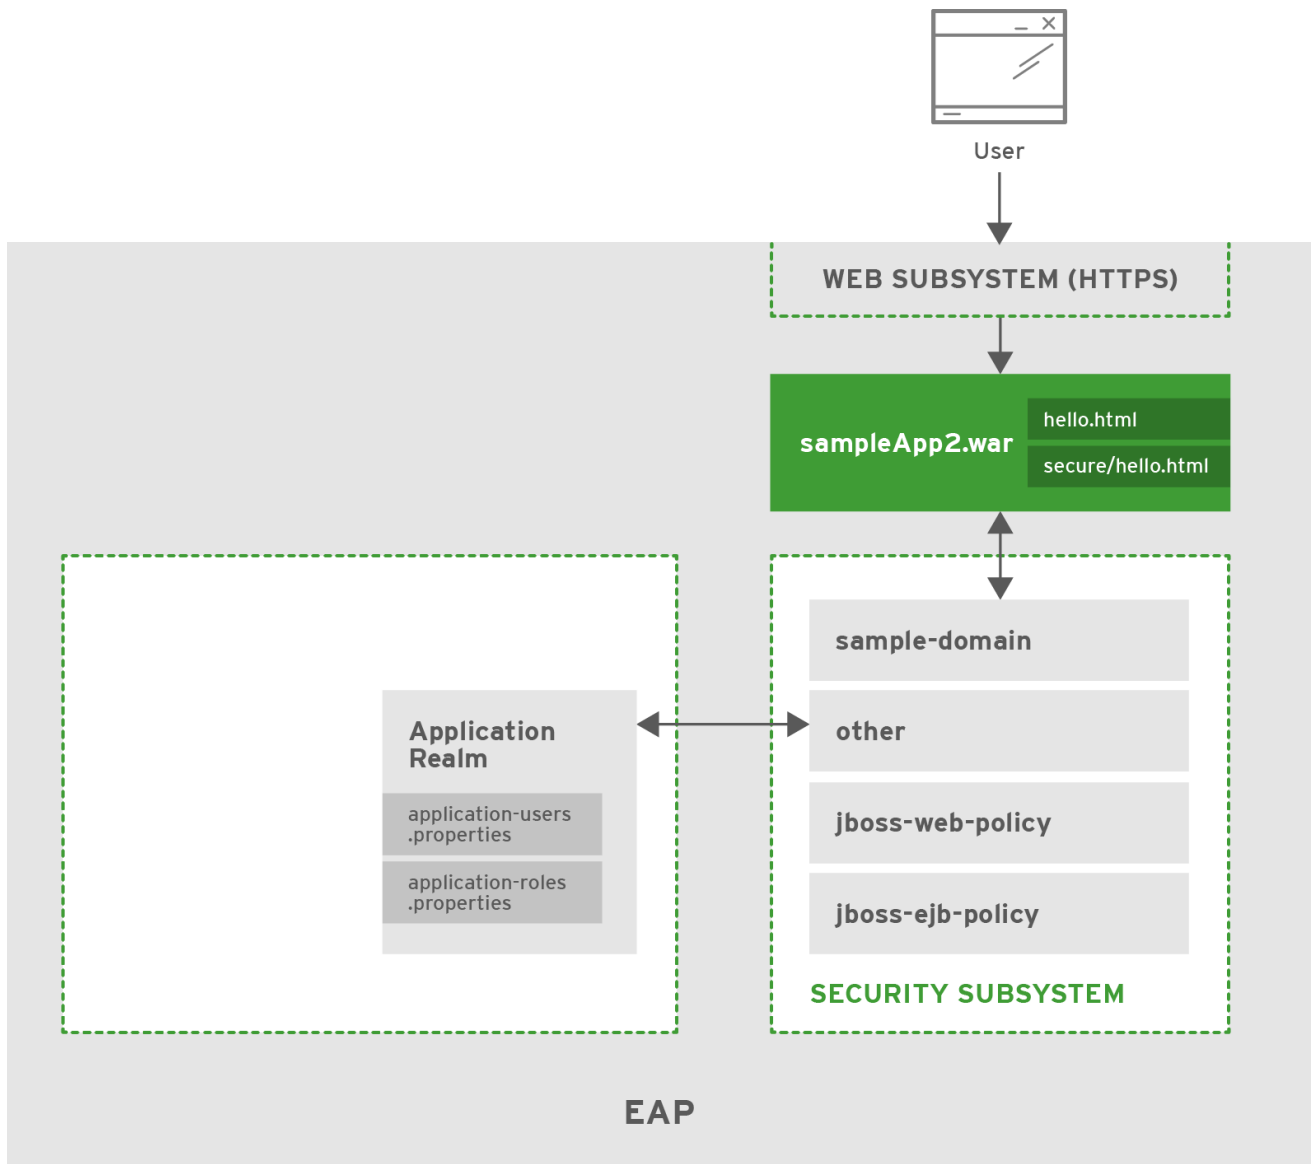 User
WEB SUBSYSTEM (HTTPS)
sampleApp2.war
hello.html
secure/hello.html
Application
Realm
application-users
.properties
application-roles
.properties
sample-domain
other
jboss-web-policy
jboss-ejb-policy
SECURITY SUBSYSTEM
EAP